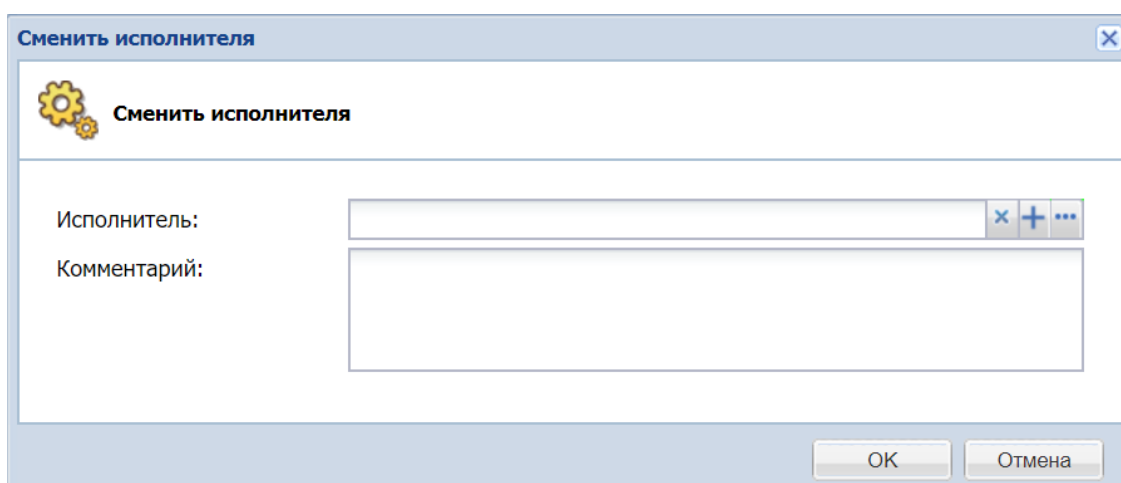 Сменить исполнителя
Сменить исполнителя
Исполнитель:
Комментарий:
OK Отмена